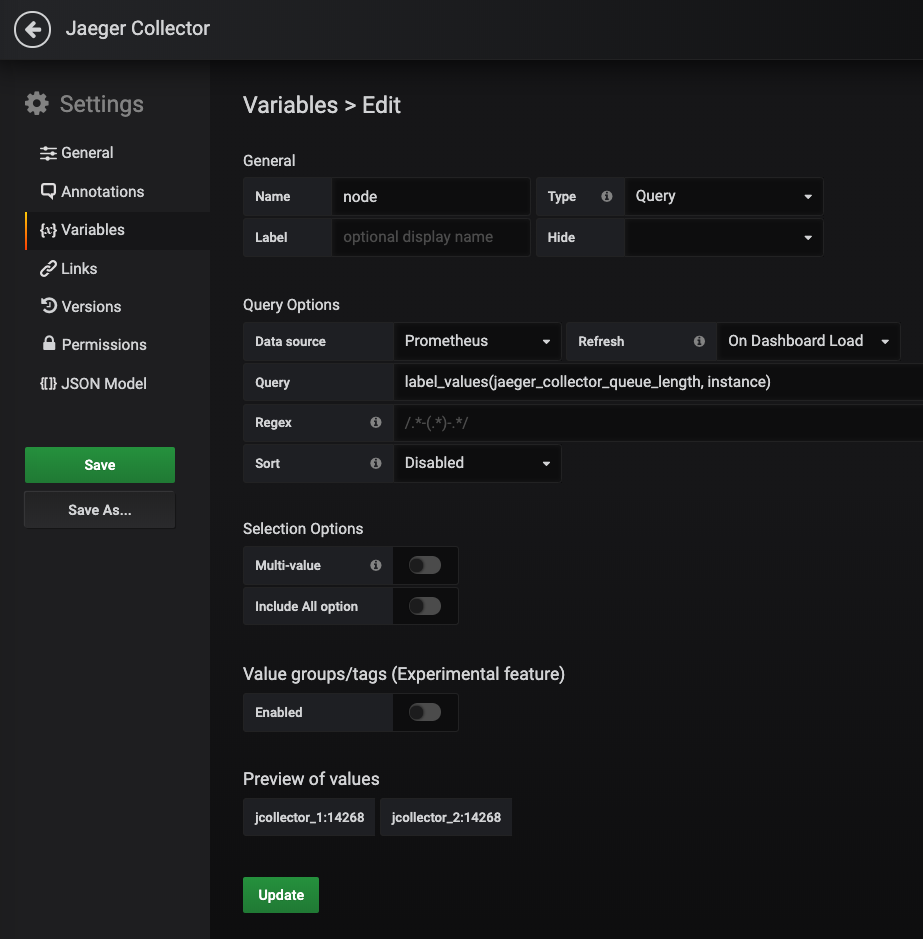 Jaeger Collector
Settings
General
Annotations
Variables
Links
Versions
Permissions
JSON Model
Save
Save As...
Variables > Edit
General
Name node Type Query
Label optional display name Hide
Query Options
Data source Prometheus Refresh On Dashboard Load
Query label_values(jaeger_collector_queue_length, instance)
Regex /.*-(.*)-.*/
Sort Disabled
Selection Options
Multi-value
Include All option
Value groups/tags (Experimental feature)
Enabled
Preview of values
jcollector_1:14268 jcollector_2:14268
Update